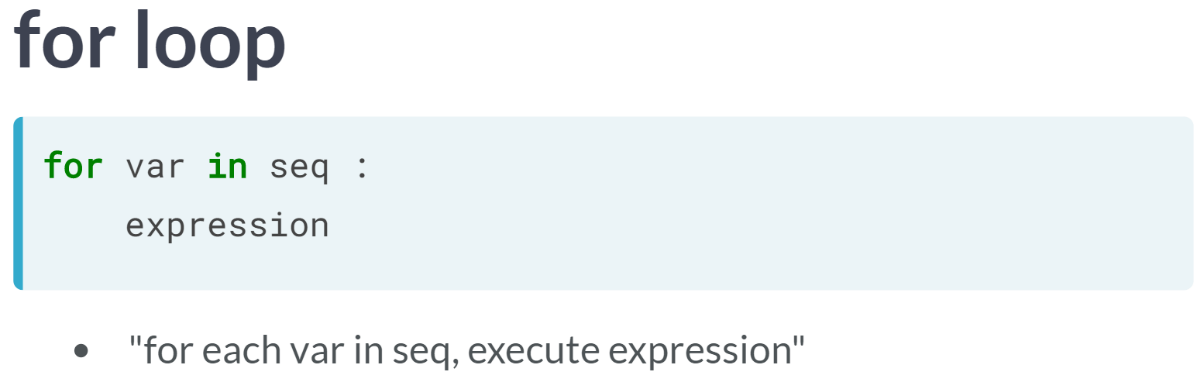 for loop
for var in seq :
    expression
• "for each var in seq, execute expression"